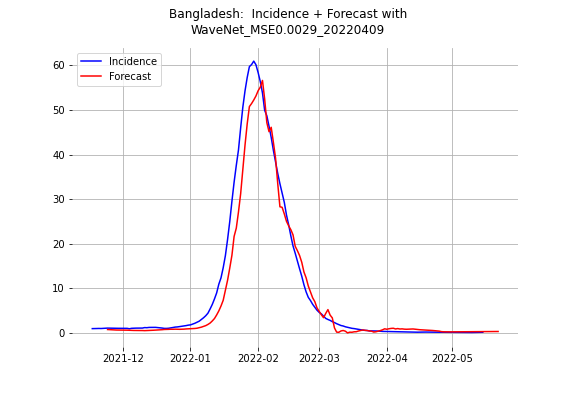 Bangladesh:  Incidence + Forecast with
WaveNet_MSE0.0029_20220409
Incidence
Forecast
60
50
40
30
20
10
0
2021-12 2022-01 2022-02 2022-03 2022-04 2022-05